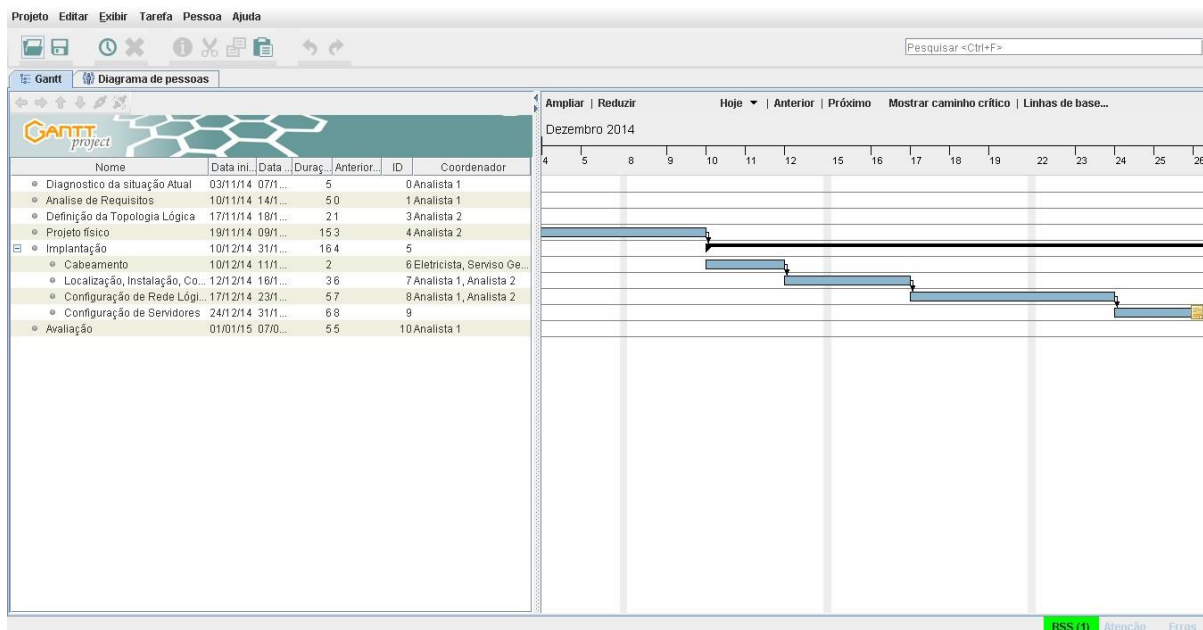 Projeto Editar Exibir Tarefa Pessoa Ajuda
Pesquisar <Ctrl+F>
Gantt Diagrama de pessoas
Ampliar | Reduzir Hoje | Anterior | Próximo Mostrar caminho crítico | Linhas de base...
GANTT project
Dezembro 2014
4 5 8 9 10 11 12 15 16 17 18 19 22 23 24 25 26
Nome Data ini... Data ... Duraç... Anterior... ID Coordenador
Diagnostico da situação Atual 03/11/14 07/1... 5 0 Analista 1
Analise de Requisitos 10/11/14 14/1... 5 0 1 Analista 1
Definição da Topologia Lógica 17/11/14 18/1... 2 1 3 Analista 2
Projeto físico 19/11/14 09/1... 15 3 4 Analista 2
Implantação 10/12/14 31/1... 16 4 5
Cabeamento 10/12/14 11/1... 2 6 Eletricista, Serviso Ge...
Localização, Instalação, Co... 12/12/14 16/1... 3 6 7 Analista 1, Analista 2
Configuração de Rede Lógi... 17/12/14 23/1... 5 7 8 Analista 1, Analista 2
Configuração de Servidores 24/12/14 31/1... 6 8 9
Avaliação 01/01/15 07/0... 5 5 10 Analista 1
RSS (1) Atenção Erros